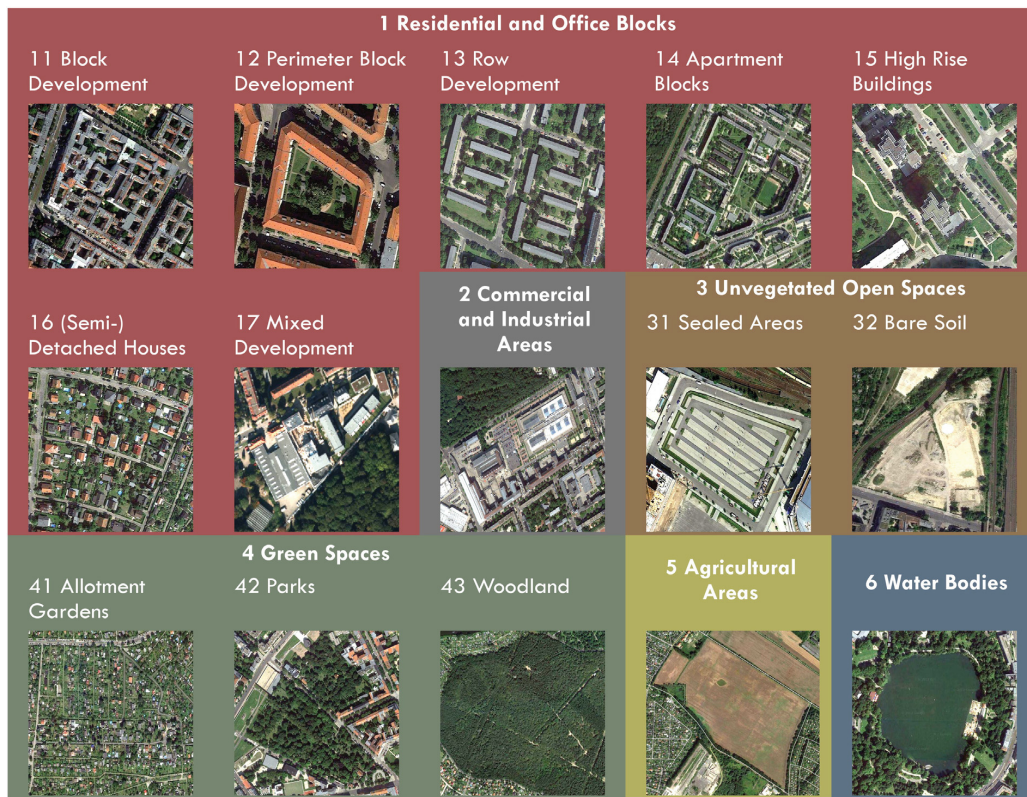 1 Residential and Office Blocks
11 Block
Development
12 Perimeter Block
Development
13 Row
Development
14 Apartment
Blocks
15 High Rise
Buildings
16 (Semi-)
Detached Houses
17 Mixed
Development
2 Commercial
and Industrial
Areas
3 Unvegetated Open Spaces
31 Sealed Areas
32 Bare Soil
4 Green Spaces
41 Allotment
Gardens
42 Parks
43 Woodland
5 Agricultural
Areas
6 Water Bodies